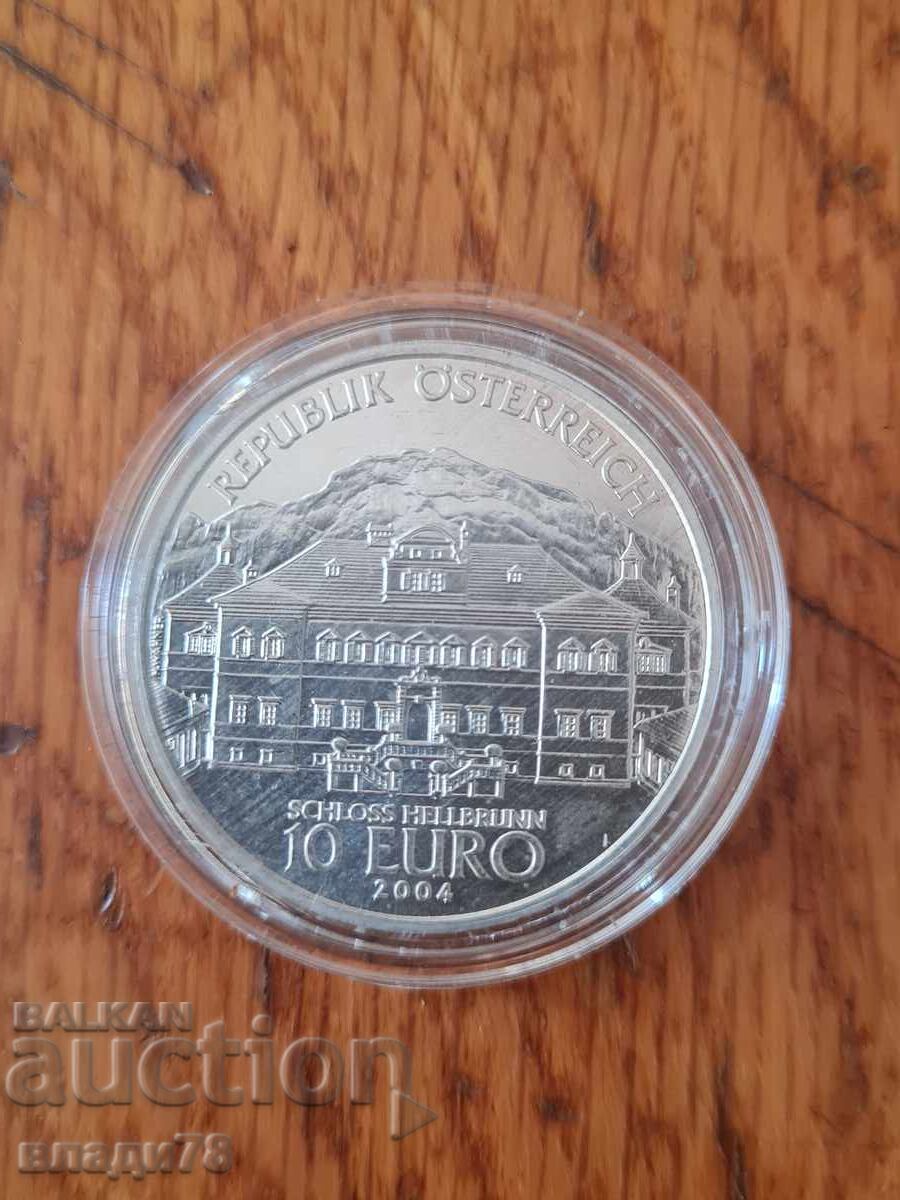 REPUBLIK ÖSTERREICH
SCHLOSS HELLBRUNN
10 EURO
2004
BALKAN
auction
влади78